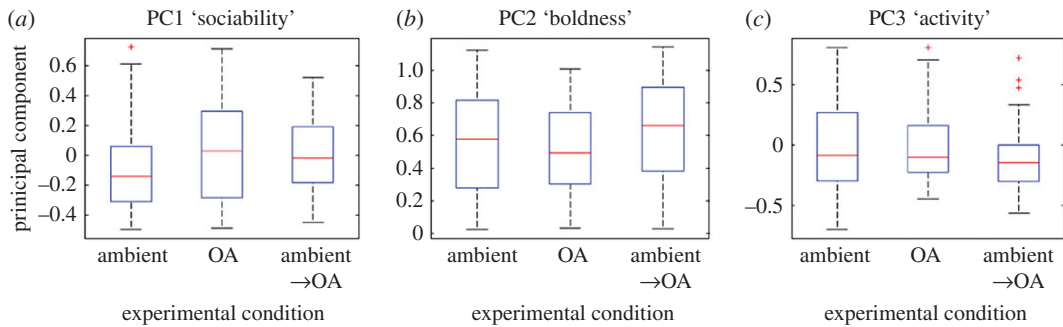 (a) PC1 ‘sociability’
(b) PC2 ‘boldness’
(c) PC3 ‘activity’
prinicipal component
0.6
0.4
0.2
0
–0.2
–0.4
ambient OA ambient
→OA
experimental condition
1.0
0.8
0.6
0.4
0.2
0
ambient OA ambient
→OA
experimental condition
0.5
0
–0.5
ambient OA ambient
→OA
experimental condition